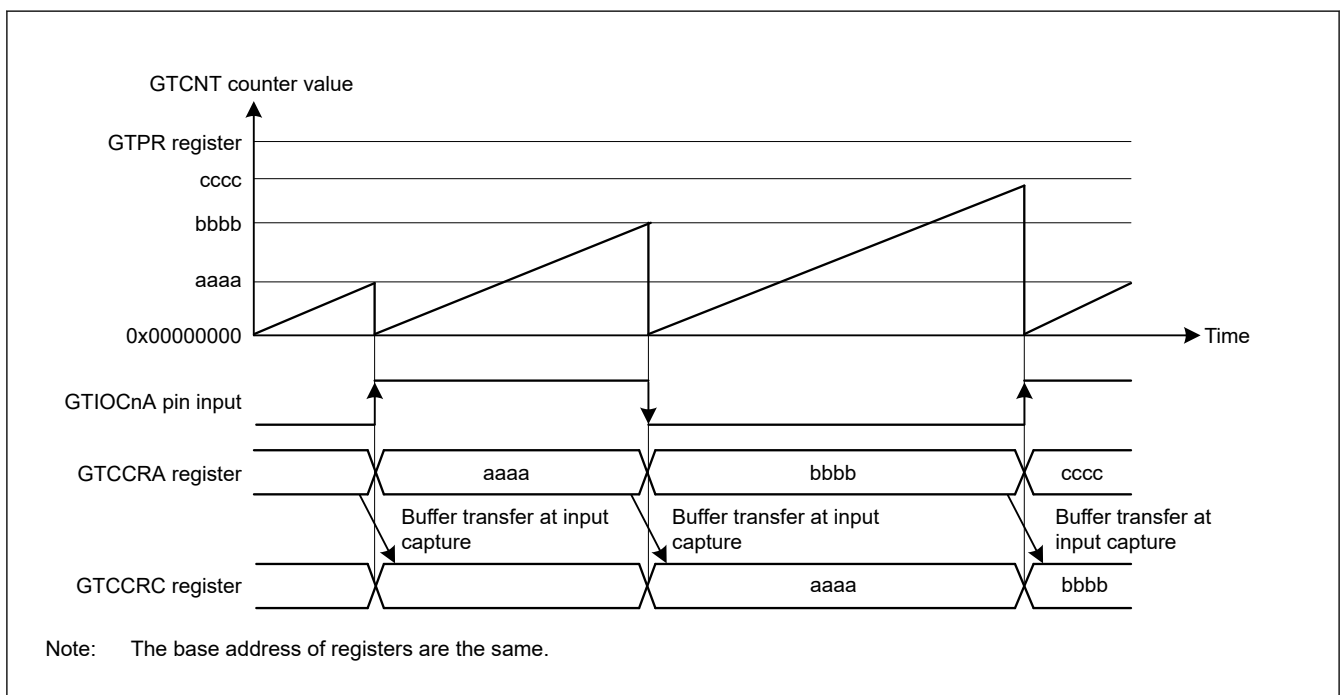 GTCNT counter value
GTPR register
cccc
bbbb
aaaa
0x00000000
Time
GTIOCnA pin input
GTCCRA register
aaaa
bbbb
cccc
Buffer transfer at input
capture
Buffer transfer at input
capture
Buffer transfer at
input capture
GTCCRC register
aaaa
bbbb
Note: The base address of registers are the same.